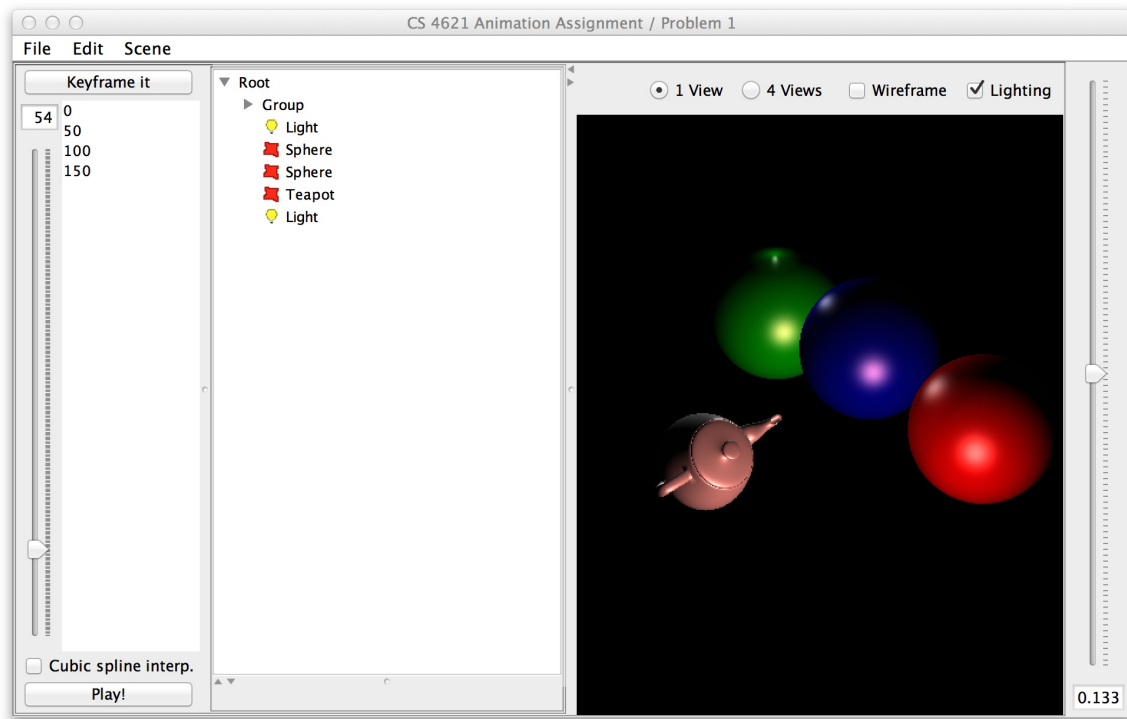 CS 4621 Animation Assignment / Problem 1
File Edit Scene
Keyframe it
54
0
50
100
150
Cubic spline interp.
Play!
Root
Group
Light
Sphere
Sphere
Teapot
Light
1 View 4 Views Wireframe Lighting
0.133